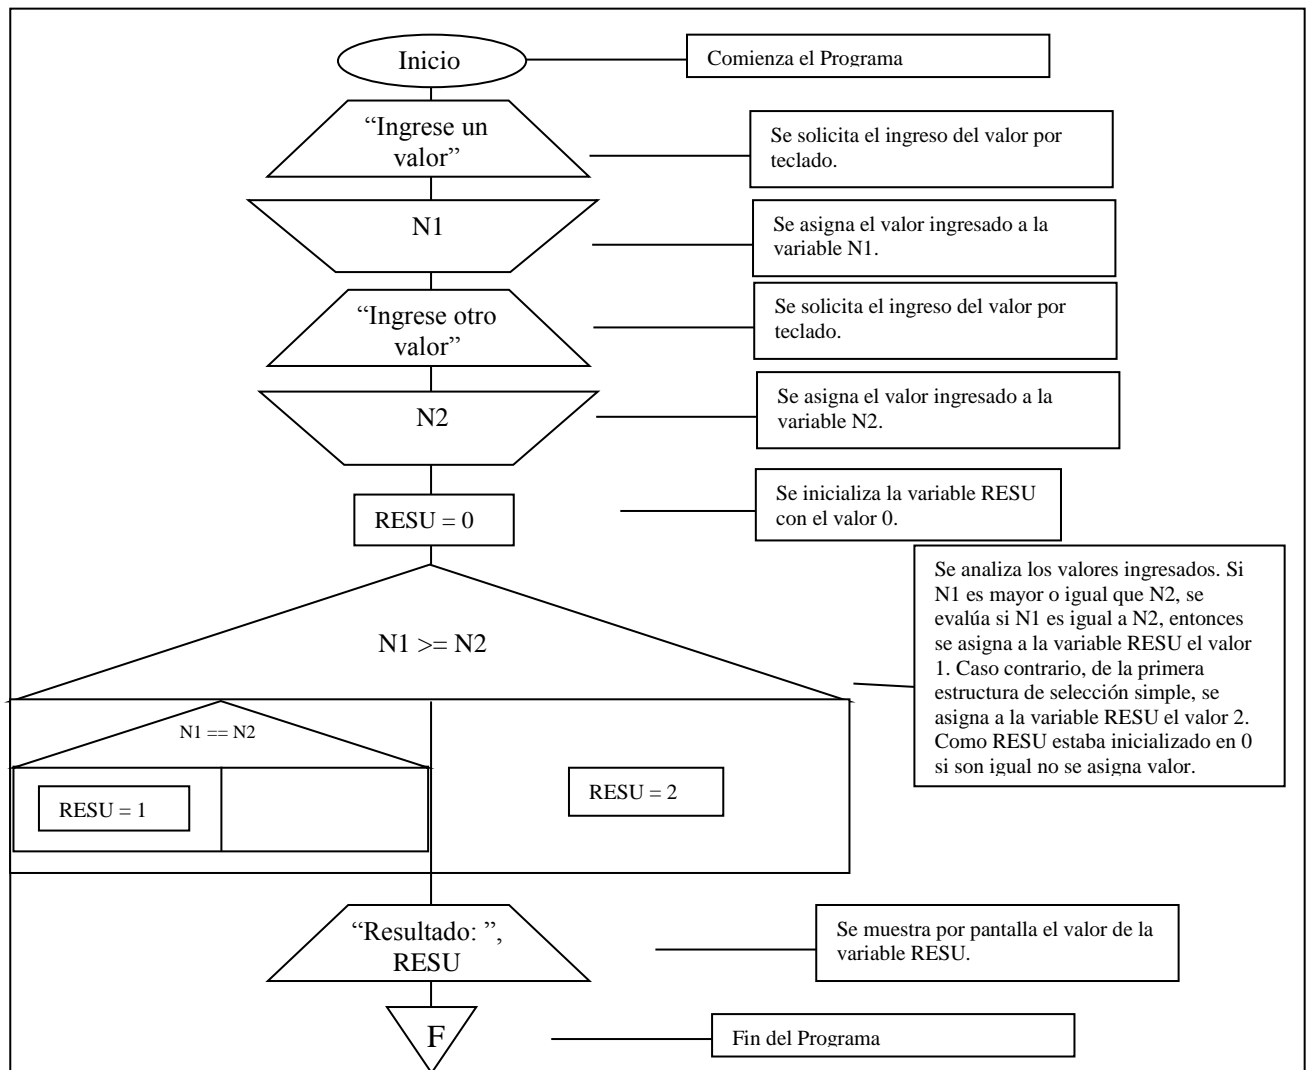 Inicio
Comienza el Programa
“Ingrese un
valor”
Se solicita el ingreso del valor por
teclado.
N1
Se asigna el valor ingresado a la
variable N1.
“Ingrese otro
valor”
Se solicita el ingreso del valor por
teclado.
N2
Se asigna el valor ingresado a la
variable N2.
RESU = 0
Se inicializa la variable RESU
con el valor 0.
N1 >= N2
Se analiza los valores ingresados. Si
N1 es mayor o igual que N2, se
evalúa si N1 es igual a N2, entonces
se asigna a la variable RESU el valor
1. Caso contrario, de la primera
estructura de selección simple, se
asigna a la variable RESU el valor 2.
Como RESU estaba inicializado en 0
si son igual no se asigna valor.
N1 == N2
RESU = 1
RESU = 2
“Resultado: ”,
RESU
Se muestra por pantalla el valor de la
variable RESU.
F
Fin del Programa